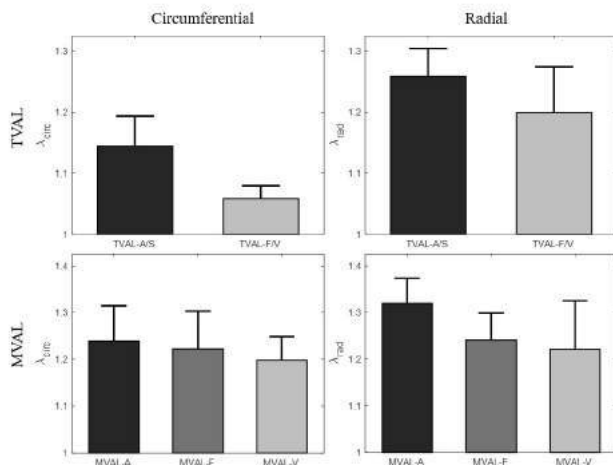 Circumferential Radial
TVAL
λcirc
1.3
1.2
1.1
1
TVAL-A/S TVAL-F/V
λrad
1.3
1.2
1.1
1
TVAL-A/S TVAL-F/V
MVAL
λcirc
1.4
1.3
1.2
1.1
1
MVAL-A MVAL-F MVAL-V
λrad
1.4
1.3
1.2
1.1
1
MVAL-A MVAL-F MVAL-V